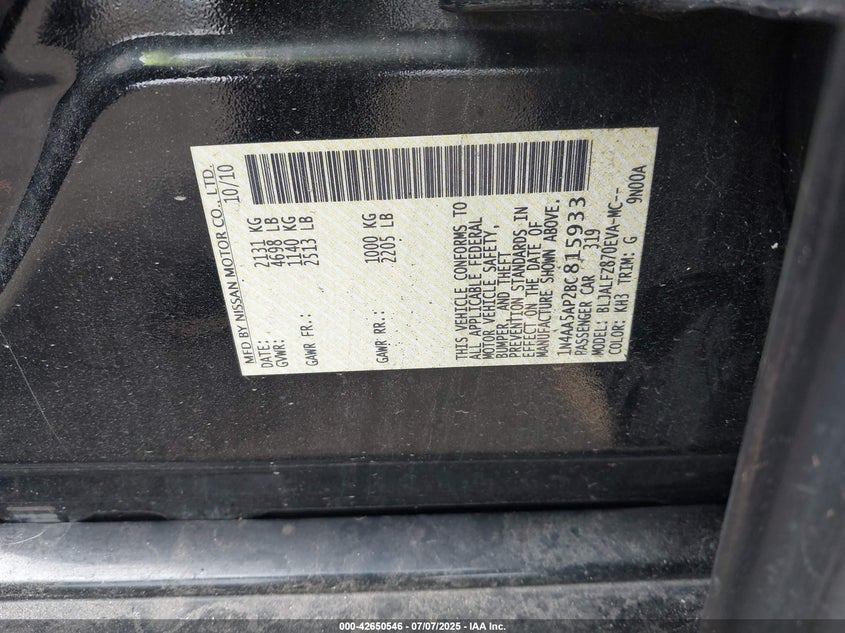 MFD BY NISSAN MOTOR CO., LTD.
DATE: 10/10
GVWR: 2131 KG
4698 LB
GAWR FR.: 1140 KG
2513 LB
GAWR RR.: 1000 KG
2205 LB
THIS VEHICLE CONFORMS TO
ALL APPLICABLE FEDERAL
MOTOR VEHICLE SAFETY,
BUMPER, AND THEFT
PREVENTION STANDARDS IN
EFFECT ON THE DATE OF
MANUFACTURE SHOWN ABOVE.
1N4AA5AP2BC815933
PASSENGER CAR 319
MODEL: BLJALFZ870EVA-MC--
COLOR: KH3 TRIM: G 9N00A
000-42650546 - 07/07/2025 - IAA Inc.